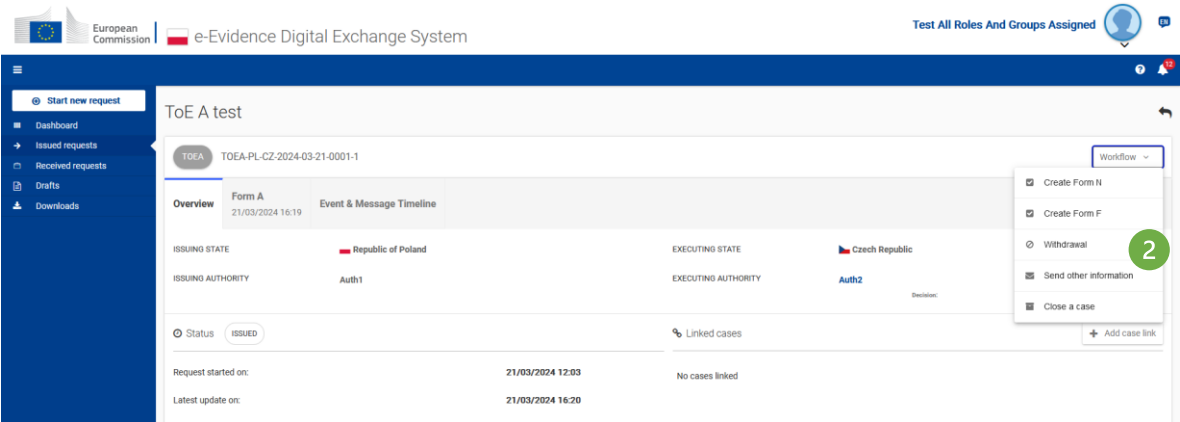 European
Commission
e-Evidence Digital Exchange System
Test All Roles And Groups Assigned
EN
12
Start new request
Dashboard
Issued requests
Received requests
Drafts
Downloads
ToE A test
TOEA
TOEA-PL-CZ-2024-03-21-0001-1
Workflow
Create Form N
Create Form F
Withdrawal
2
Send other information
Close a case
Overview
Form A
21/03/2024 16:19
Event & Message Timeline
ISSUING STATE
Republic of Poland
EXECUTING STATE
Czech Republic
ISSUING AUTHORITY
Auth1
EXECUTING AUTHORITY
Auth2
Decision:
Status
ISSUED
Linked cases
+ Add case link
Request started on:
21/03/2024 12:03
No cases linked
Latest update on:
21/03/2024 16:20